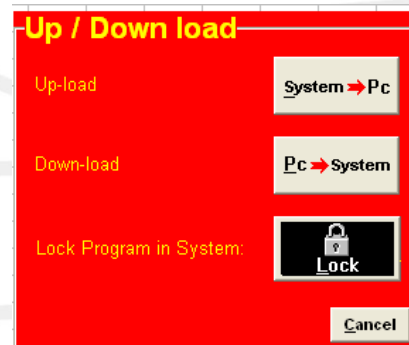 Up / Down load
Up-load
System ➔ Pc
Down-load
Pc ➔ System
Lock Program in System:
Lock
Cancel